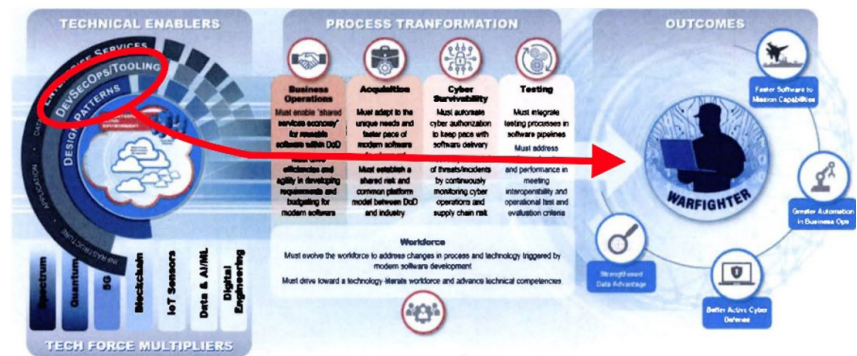 TECHNICAL ENABLERS
ENTERPRISE SERVICES
DEVSECOPS/TOOLING
DESIGN PATTERNS
APPLICATION
INFRASTRUCTURE
Spectrum
Quantum
5G
Blockchain
IoT Sensors
Data & AI/ML
Digital
Engineering
TECH FORCE MULTIPLIERS
PROCESS TRANFORMATION
Business
Operations
Must enable "shared
services economy"
for reusable
software within DoD
Must drive
efficiencies and
agility in developing
requirements and
budgeting for
modern software
Acquisition
Must adapt to the
unique needs and
faster pace of
modern software
Must establish a
shared risk and
common platform
model between DoD
and industry
Cyber
Survivability
Must automate
cyber authorization
to keep pace with
software delivery
of threats/incidents
by continuously
monitoring cyber
operations and
supply chain risk
Testing
Must integrate
testing processes in
software pipelines
Must address
and performance in
meeting
interoperability and
operational test and
evaluation criteria
Workforce
Must evolve the workforce to address changes in process and technology triggered by
modern software development
Must drive toward a technology-literate workforce and advance technical competencies
OUTCOMES
WARFIGHTER
Faster Software to
Mission Capabilities
Greater Automation
in Business Ops
Better Active Cyber
Defense
Strengthened
Data Advantage